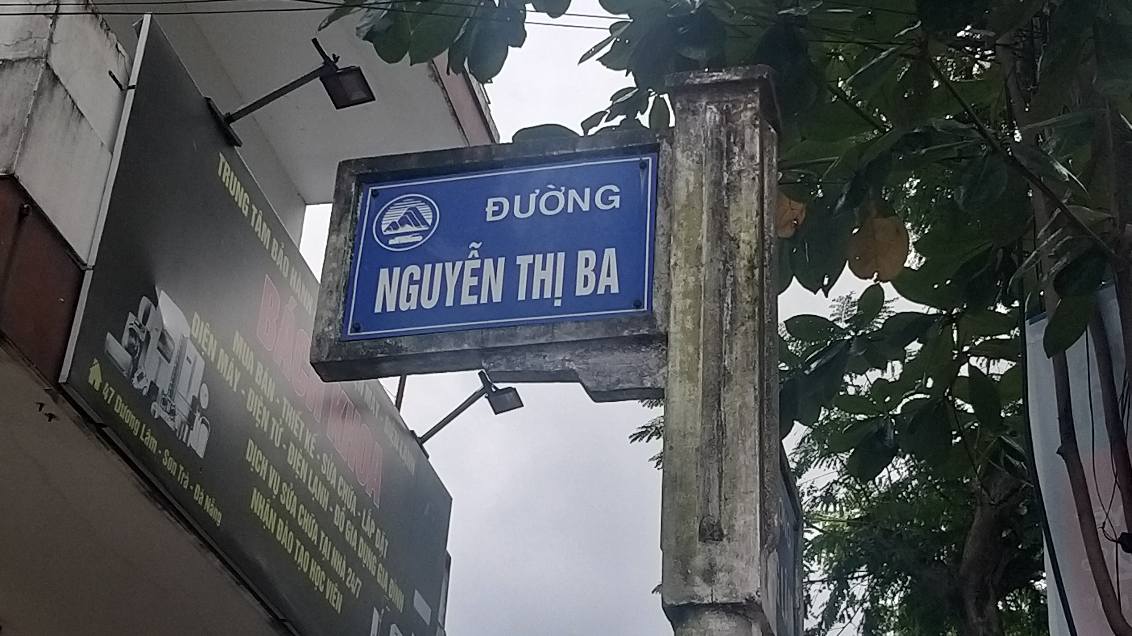 ĐƯỜNG
NGUYỄN THỊ BA
TRUNG TÂM BẢO HÀNH
BÁCH KHOA
MUA BÁN - THIẾT KẾ - SỬA CHỮA - LẮP ĐẶT
ĐIỆN MÁY - ĐIỆN TỬ - ĐIỆN LẠNH - ĐỒ GIA DỤNG GIA ĐÌNH
DỊCH VỤ SỬA CHỮA TẠI NHÀ 24/7
NHẬN ĐÀO TẠO HỌC VIÊN
47 Dương Lâm - Sơn Trà - Đà Nẵng